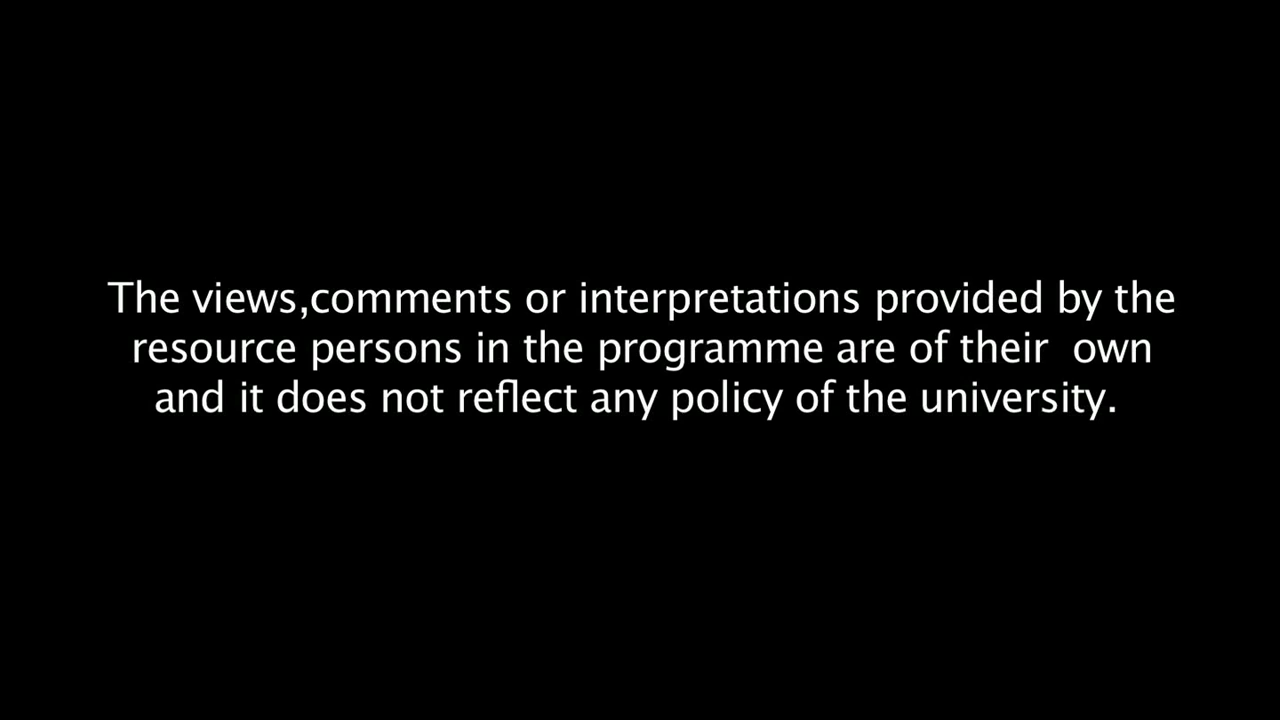 The views,comments or interpretations provided by the
resource persons in the programme are of their  own
and it does not reflect any policy of the university.